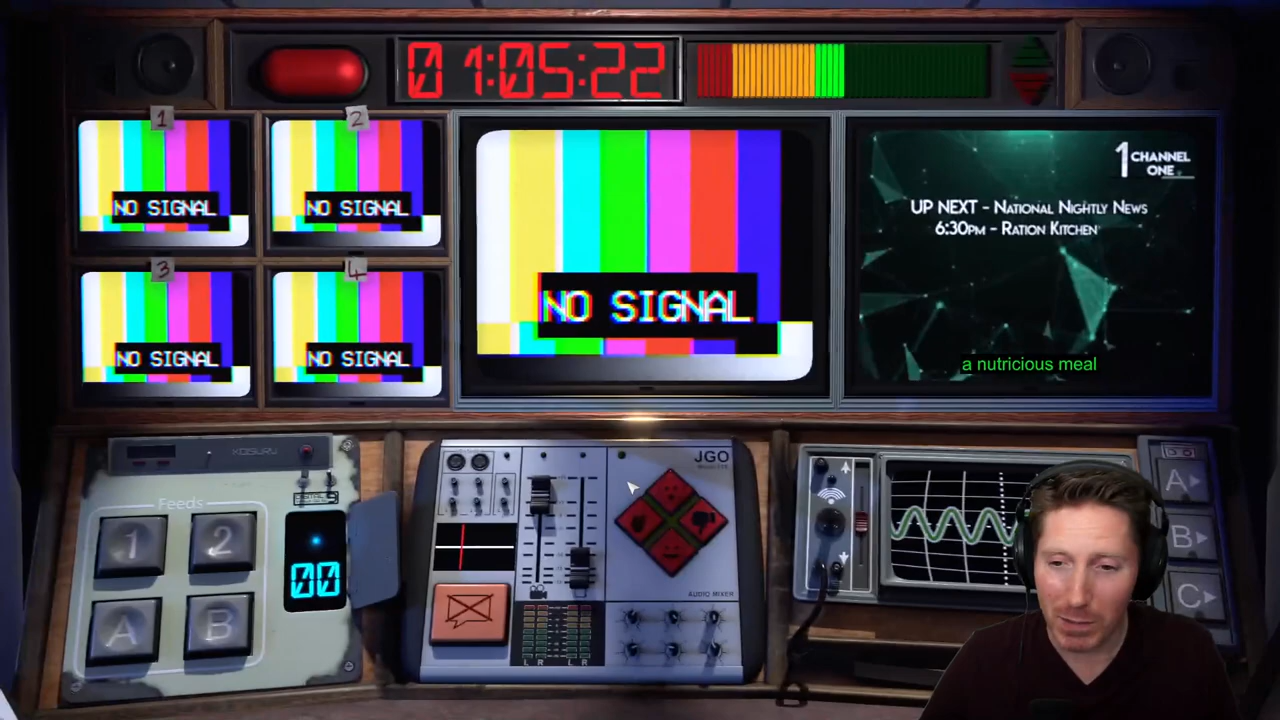 01:05:22
1
2
NO SIGNAL
NO SIGNAL
3
4
NO SIGNAL
NO SIGNAL
NO SIGNAL
1 CHANNEL
ONE
UP NEXT - NATIONAL NIGHTLY NEWS
6:30PM - RATION KITCHEN
a nutricious meal
Feeds
1
2
A
B
00
JGO
AUDIO MIXER
L R L R
A
B
C